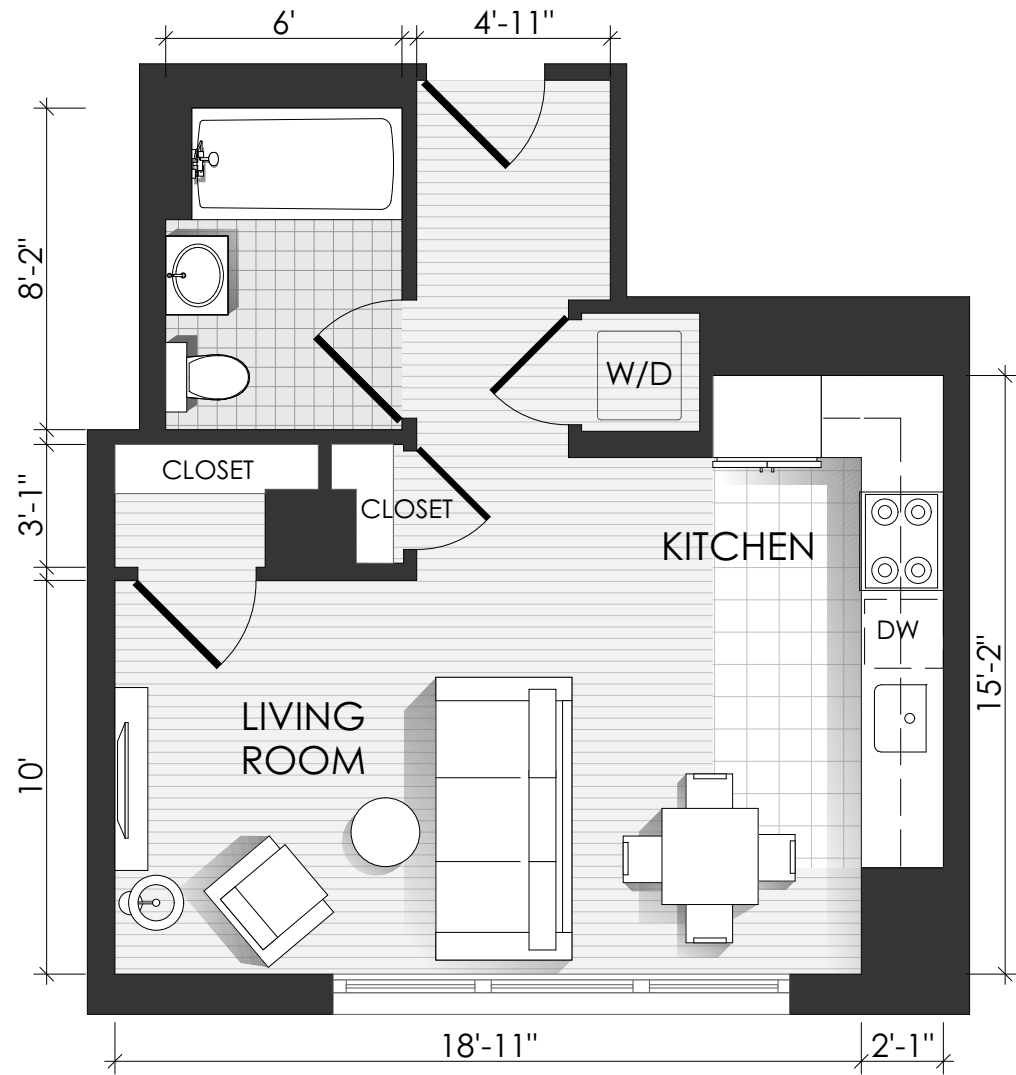 6'
4'-11"
8'-2"
W/D
CLOSET
3'-1"
CLOSET
KITCHEN
DW
15'-2"
LIVING
ROOM
10'
18'-11"
2'-1"